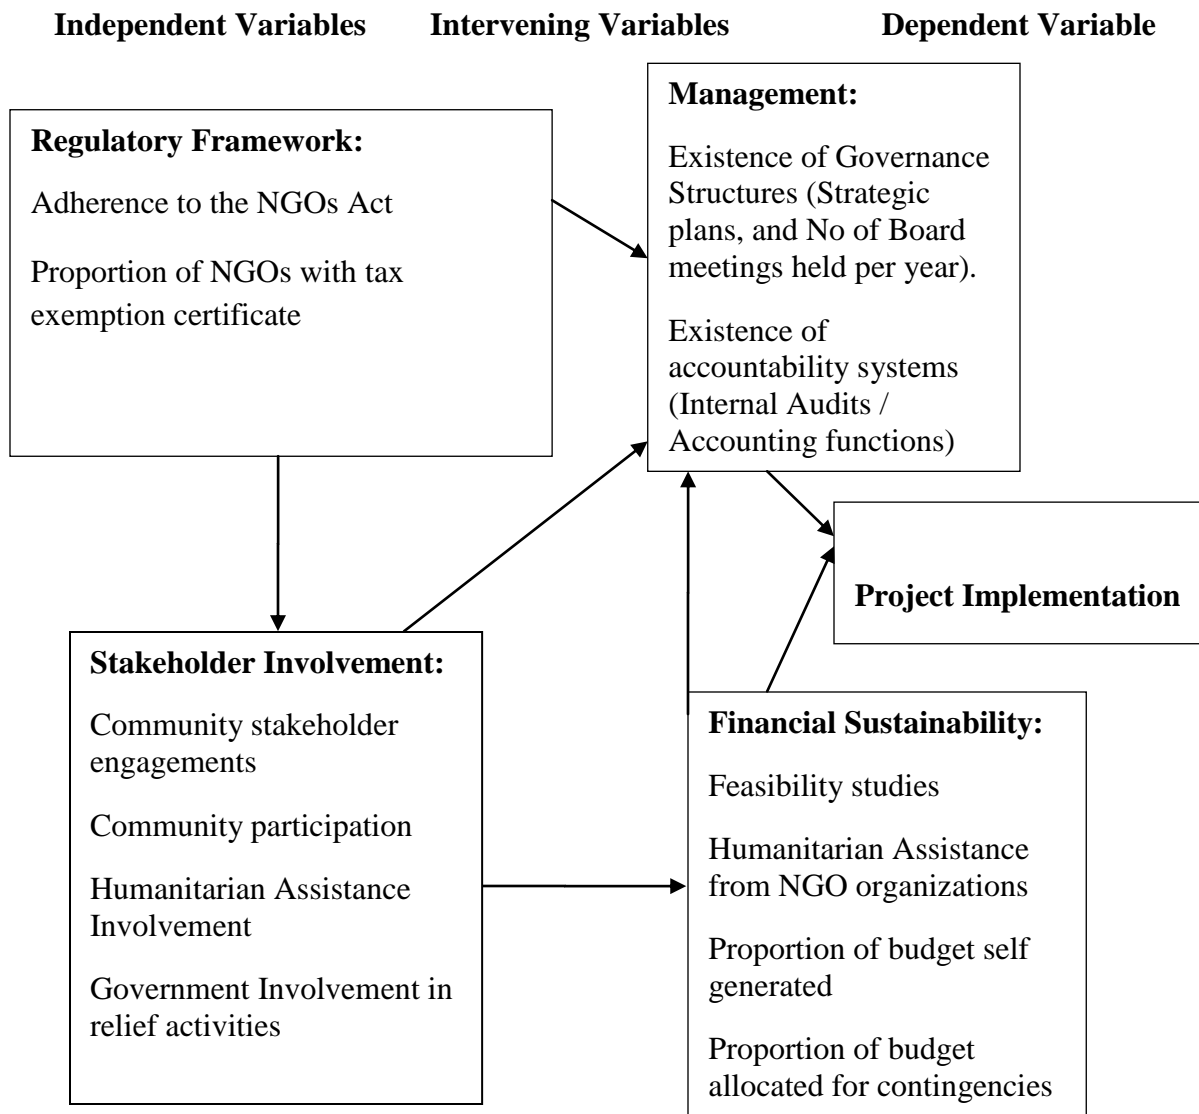 Independent Variables
Intervening Variables
Dependent Variable
Regulatory Framework:
Adherence to the NGOs Act
Proportion of NGOs with tax
exemption certificate
Management:
Existence of Governance
Structures (Strategic
plans, and No of Board
meetings held per year).
Existence of
accountability systems
(Internal Audits /
Accounting functions)
Project Implementation
Stakeholder Involvement:
Community stakeholder
engagements
Community participation
Humanitarian Assistance
Involvement
Government Involvement in
relief activities
Financial Sustainability:
Feasibility studies
Humanitarian Assistance
from NGO organizations
Proportion of budget self
generated
Proportion of budget
allocated for contingencies